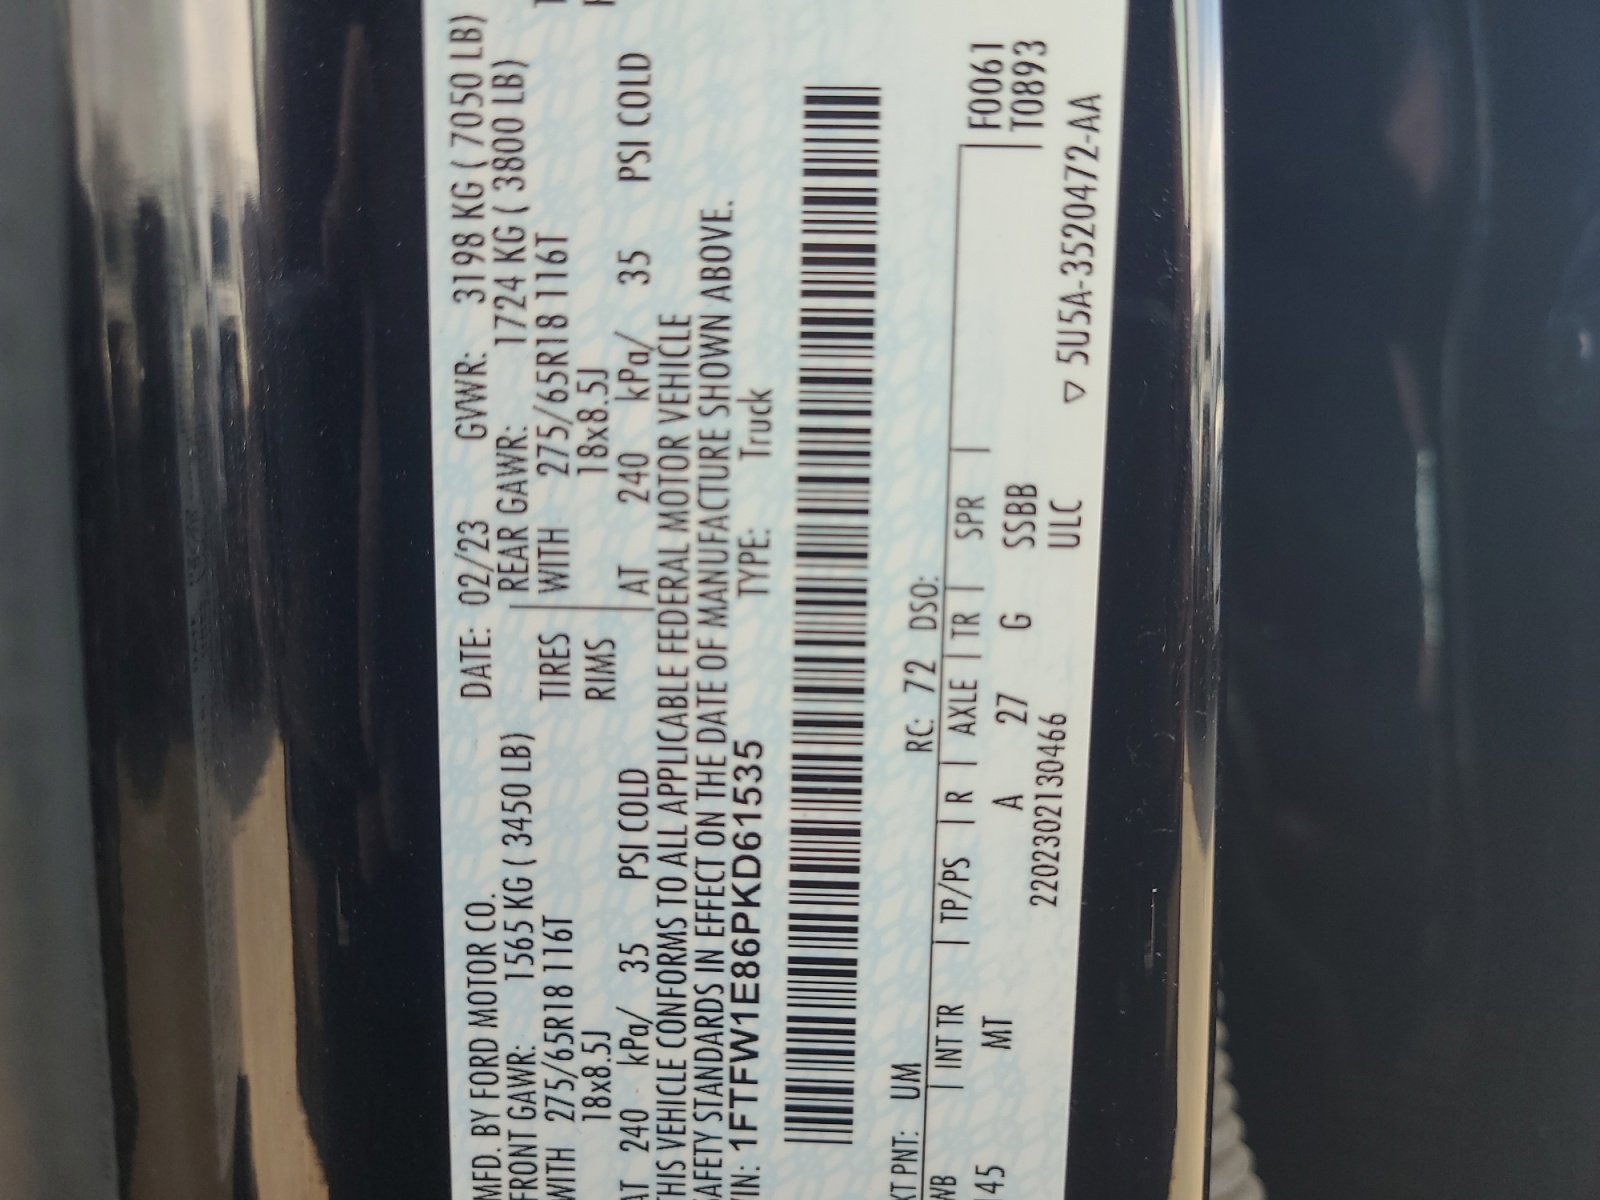 MFD. BY FORD MOTOR CO. DATE: 02/23 GVWR: 3198 KG ( 7050 LB)
FRONT GAWR: 1565 KG ( 3450 LB) REAR GAWR: 1724 KG ( 3800 LB)
WITH 275/65R18 116T TIRES WITH 275/65R18 116T
18x8.5J RIMS 18x8.5J
AT 240 kPa/ 35 PSI COLD AT 240 kPa/ 35 PSI COLD
THIS VEHICLE CONFORMS TO ALL APPLICABLE FEDERAL MOTOR VEHICLE
SAFETY STANDARDS IN EFFECT ON THE DATE OF MANUFACTURE SHOWN ABOVE.
VIN: 1FTFW1E86PKD61535 TYPE: Truck
PNT: UM RC: 72 DSO:
WB | INT TR | TP/PS | R | AXLE | TR | SPR | F0061
145 MT A 27 G SSBB T0893
2202302130466 ULC
▽ 5U5A-3520472-AA